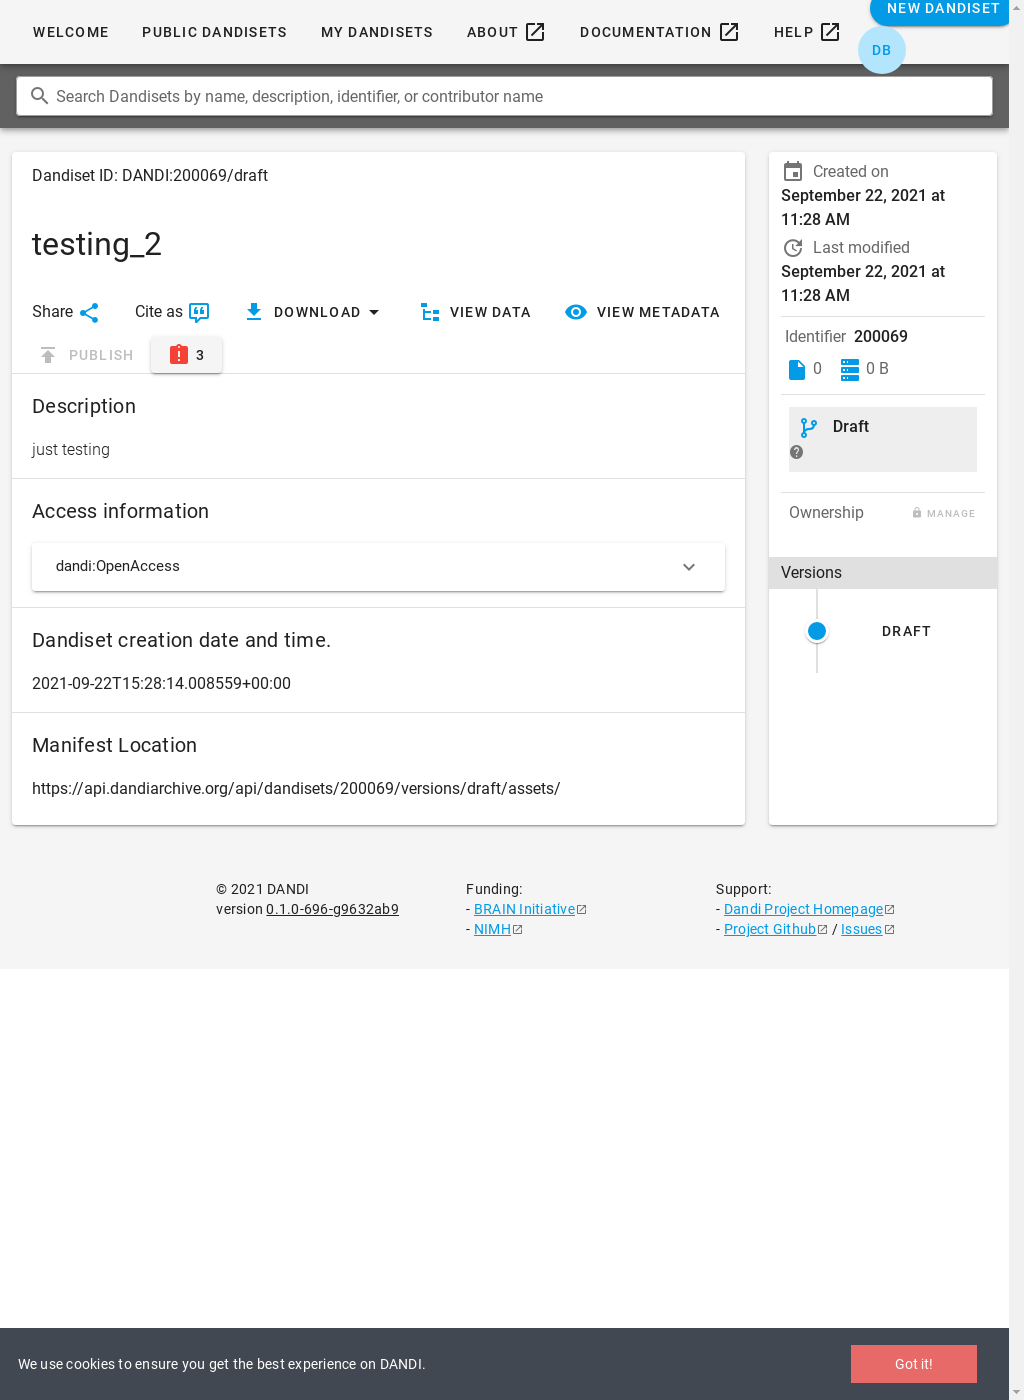 WELCOME PUBLIC DANDISETS MY DANDISETS ABOUT DOCUMENTATION HELP NEW DANDISET
DB
Search Dandisets by name, description, identifier, or contributor name
Dandiset ID: DANDI:200069/draft
testing_2
Share Cite as DOWNLOAD VIEW DATA VIEW METADATA
PUBLISH 3
Description
just testing
Access information
dandi:OpenAccess
Dandiset creation date and time.
2021-09-22T15:28:14.008559+00:00
Manifest Location
https://api.dandiarchive.org/api/dandisets/200069/versions/draft/assets/
Created on
September 22, 2021 at
11:28 AM
Last modified
September 22, 2021 at
11:28 AM
Identifier 200069
0 0 B
Draft
Ownership MANAGE
Versions
DRAFT
© 2021 DANDI
version 0.1.0-696-g9632ab9
Funding:
- BRAIN Initiative
- NIMH
Support:
- Dandi Project Homepage
- Project Github / Issues
We use cookies to ensure you get the best experience on DANDI.
Got it!